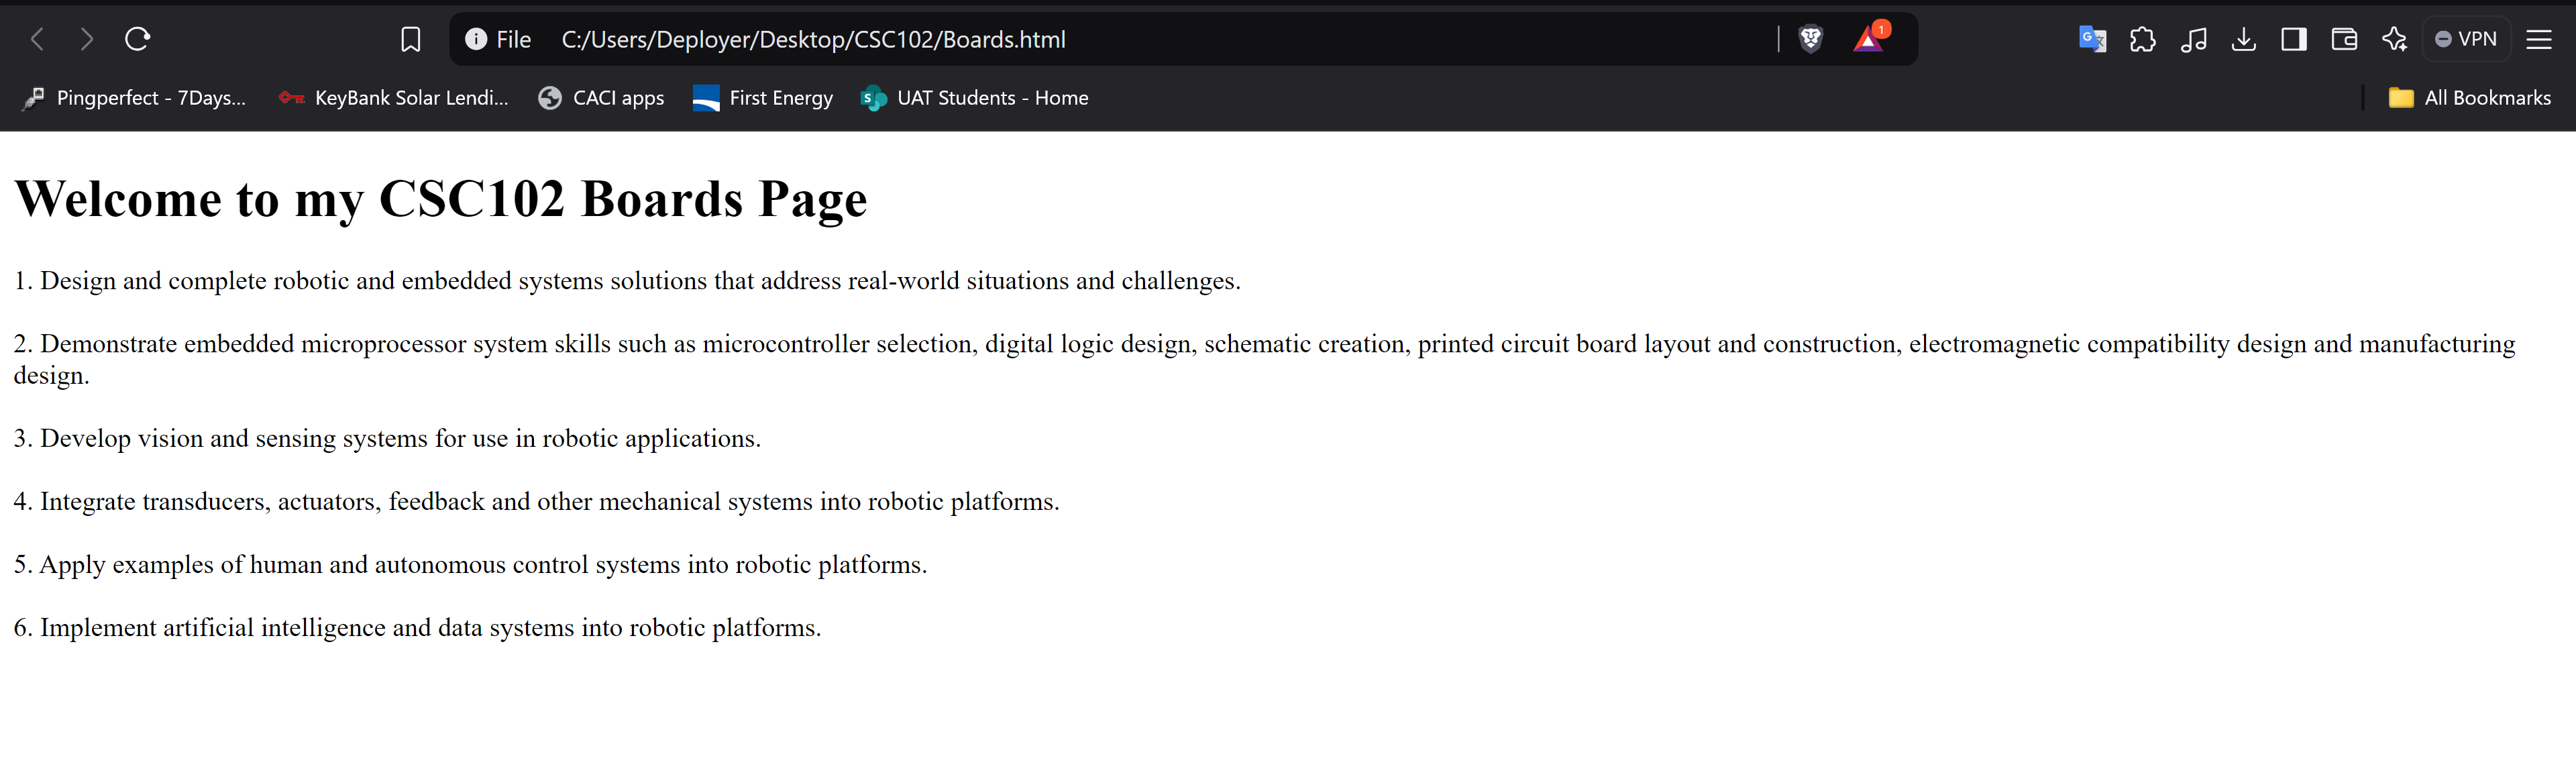 File C:/Users/Deployer/Desktop/CSC102/Boards.html
1
VPN
Pingperfect - 7Days...
KeyBank Solar Lendi...
CACI apps
First Energy
UAT Students - Home
All Bookmarks
Welcome to my CSC102 Boards Page
1. Design and complete robotic and embedded systems solutions that address real-world situations and challenges.
2. Demonstrate embedded microprocessor system skills such as microcontroller selection, digital logic design, schematic creation, printed circuit board layout and construction, electromagnetic compatibility design and manufacturing
design.
3. Develop vision and sensing systems for use in robotic applications.
4. Integrate transducers, actuators, feedback and other mechanical systems into robotic platforms.
5. Apply examples of human and autonomous control systems into robotic platforms.
6. Implement artificial intelligence and data systems into robotic platforms.